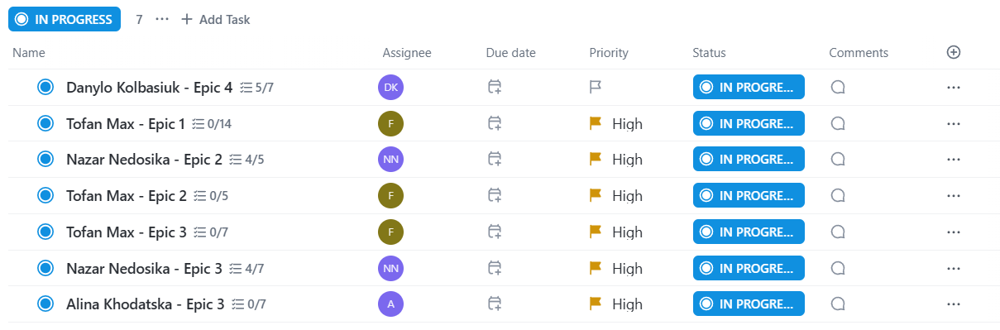 IN PROGRESS 7 ... + Add Task
Name Assignee Due date Priority Status Comments
Danylo Kolbasiuk - Epic 4 5/7 DK IN PROGRE...
Tofan Max - Epic 1 0/14 F High IN PROGRE...
Nazar Nedosika - Epic 2 4/5 NN High IN PROGRE...
Tofan Max - Epic 2 0/5 F High IN PROGRE...
Tofan Max - Epic 3 0/7 F High IN PROGRE...
Nazar Nedosika - Epic 3 4/7 NN High IN PROGRE...
Alina Khodatska - Epic 3 0/7 A High IN PROGRE...